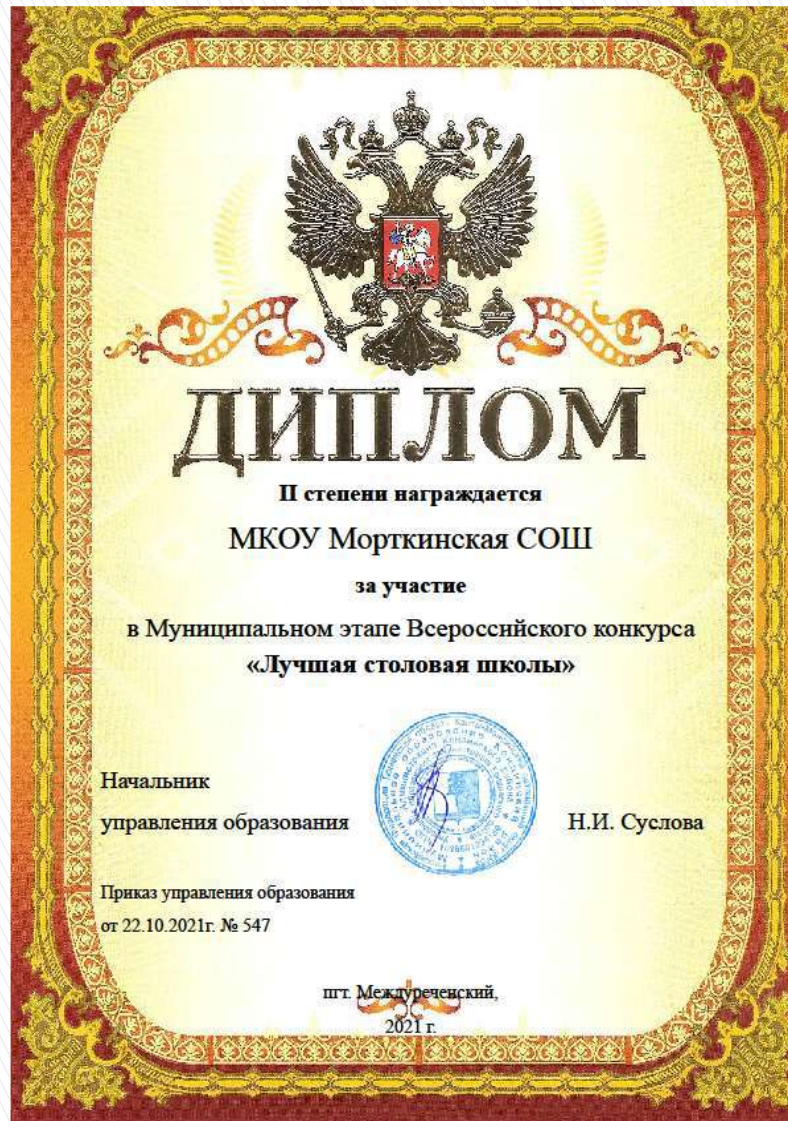 ДИПЛОМ
II степени награждается
МКОУ Морткинская СОШ
за участие
в Муниципальном этапе Всероссийского конкурса
«Лучшая столовая школы»
Начальник
управления образования
Н.И. Суслова
Приказ управления образования
от 22.10.2021г. № 547
пгт. Междуреченский,
2021 г.